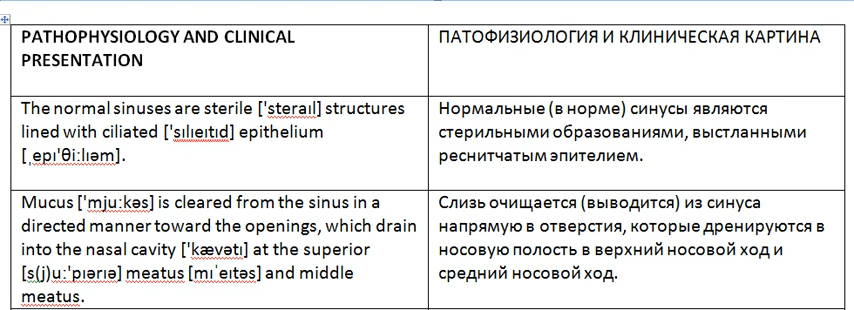 PATHOPHYSIOLOGY AND CLINICAL
PRESENTATION
ПАТОФИЗИОЛОГИЯ И КЛИНИЧЕСКАЯ КАРТИНА
The normal sinuses are sterile ['steraıl] structures
lined with ciliated ['sılıeıtıd] epithelium
[ˌepı'θiːlıəm].
Нормальные (в норме) синусы являются
стерильными образованиями, выстланными
реснитчатым эпителием.
Mucus ['mjuːkəs] is cleared from the sinus in a
directed manner toward the openings, which drain
into the nasal cavity ['kævətı] at the superior
[s(j)uː'pıərıə] meatus [mıˈeıtəs] and middle
meatus.
Слизь очищается (выводится) из синуса
напрямую в отверстия, которые дренируются в
носовую полость в верхний носовой ход и
средний носовой ход.